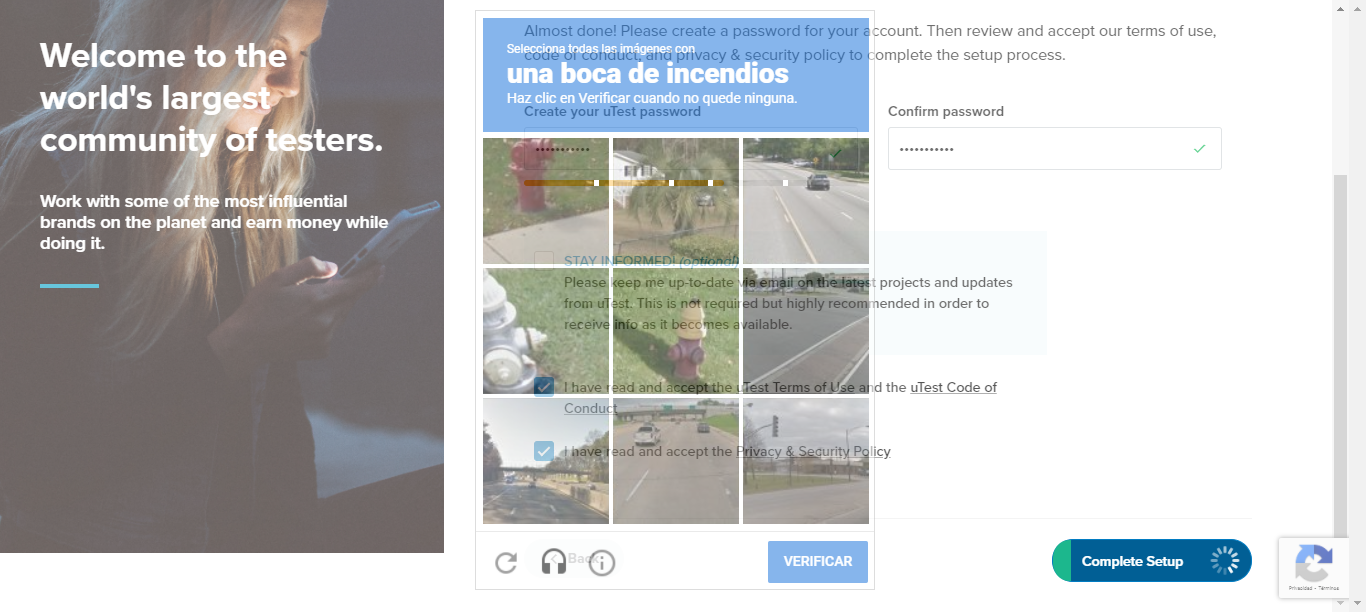 Welcome to the
world's largest
community of testers.
Work with some of the most influential
brands on the planet and earn money while
doing it.
Almost done! Please create a password for your account. Then review and accept our terms of use,
code of conduct, and privacy & security policy to complete the setup process.
Selecciona todas las imágenes con
una boca de incendios
Haz clic en Verificar cuando no quede ninguna.
Create your uTest password
Confirm password
STAY INFORMED! (optional)
Please keep me up-to-date via email on the latest projects and updates
from uTest. This is not required but highly recommended in order to
receive info as it becomes available.
I have read and accept the uTest Terms of Use and the uTest Code of
Conduct
I have read and accept the Privacy & Security Policy
Back
VERIFICAR
Complete Setup
Privacidad - Términos